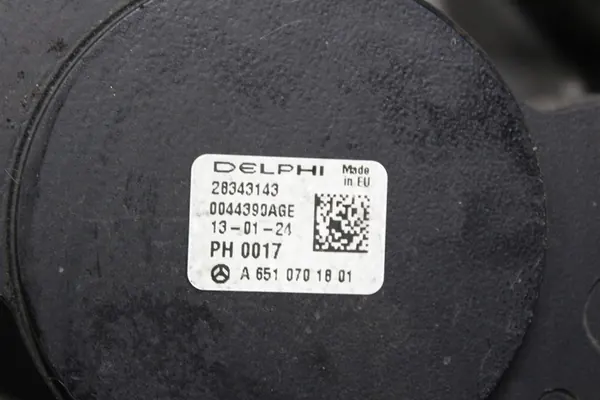 DELPHI Made in EU
28343143
0044390AGE
13-01-24
PH 0017
A 651 070 18 01